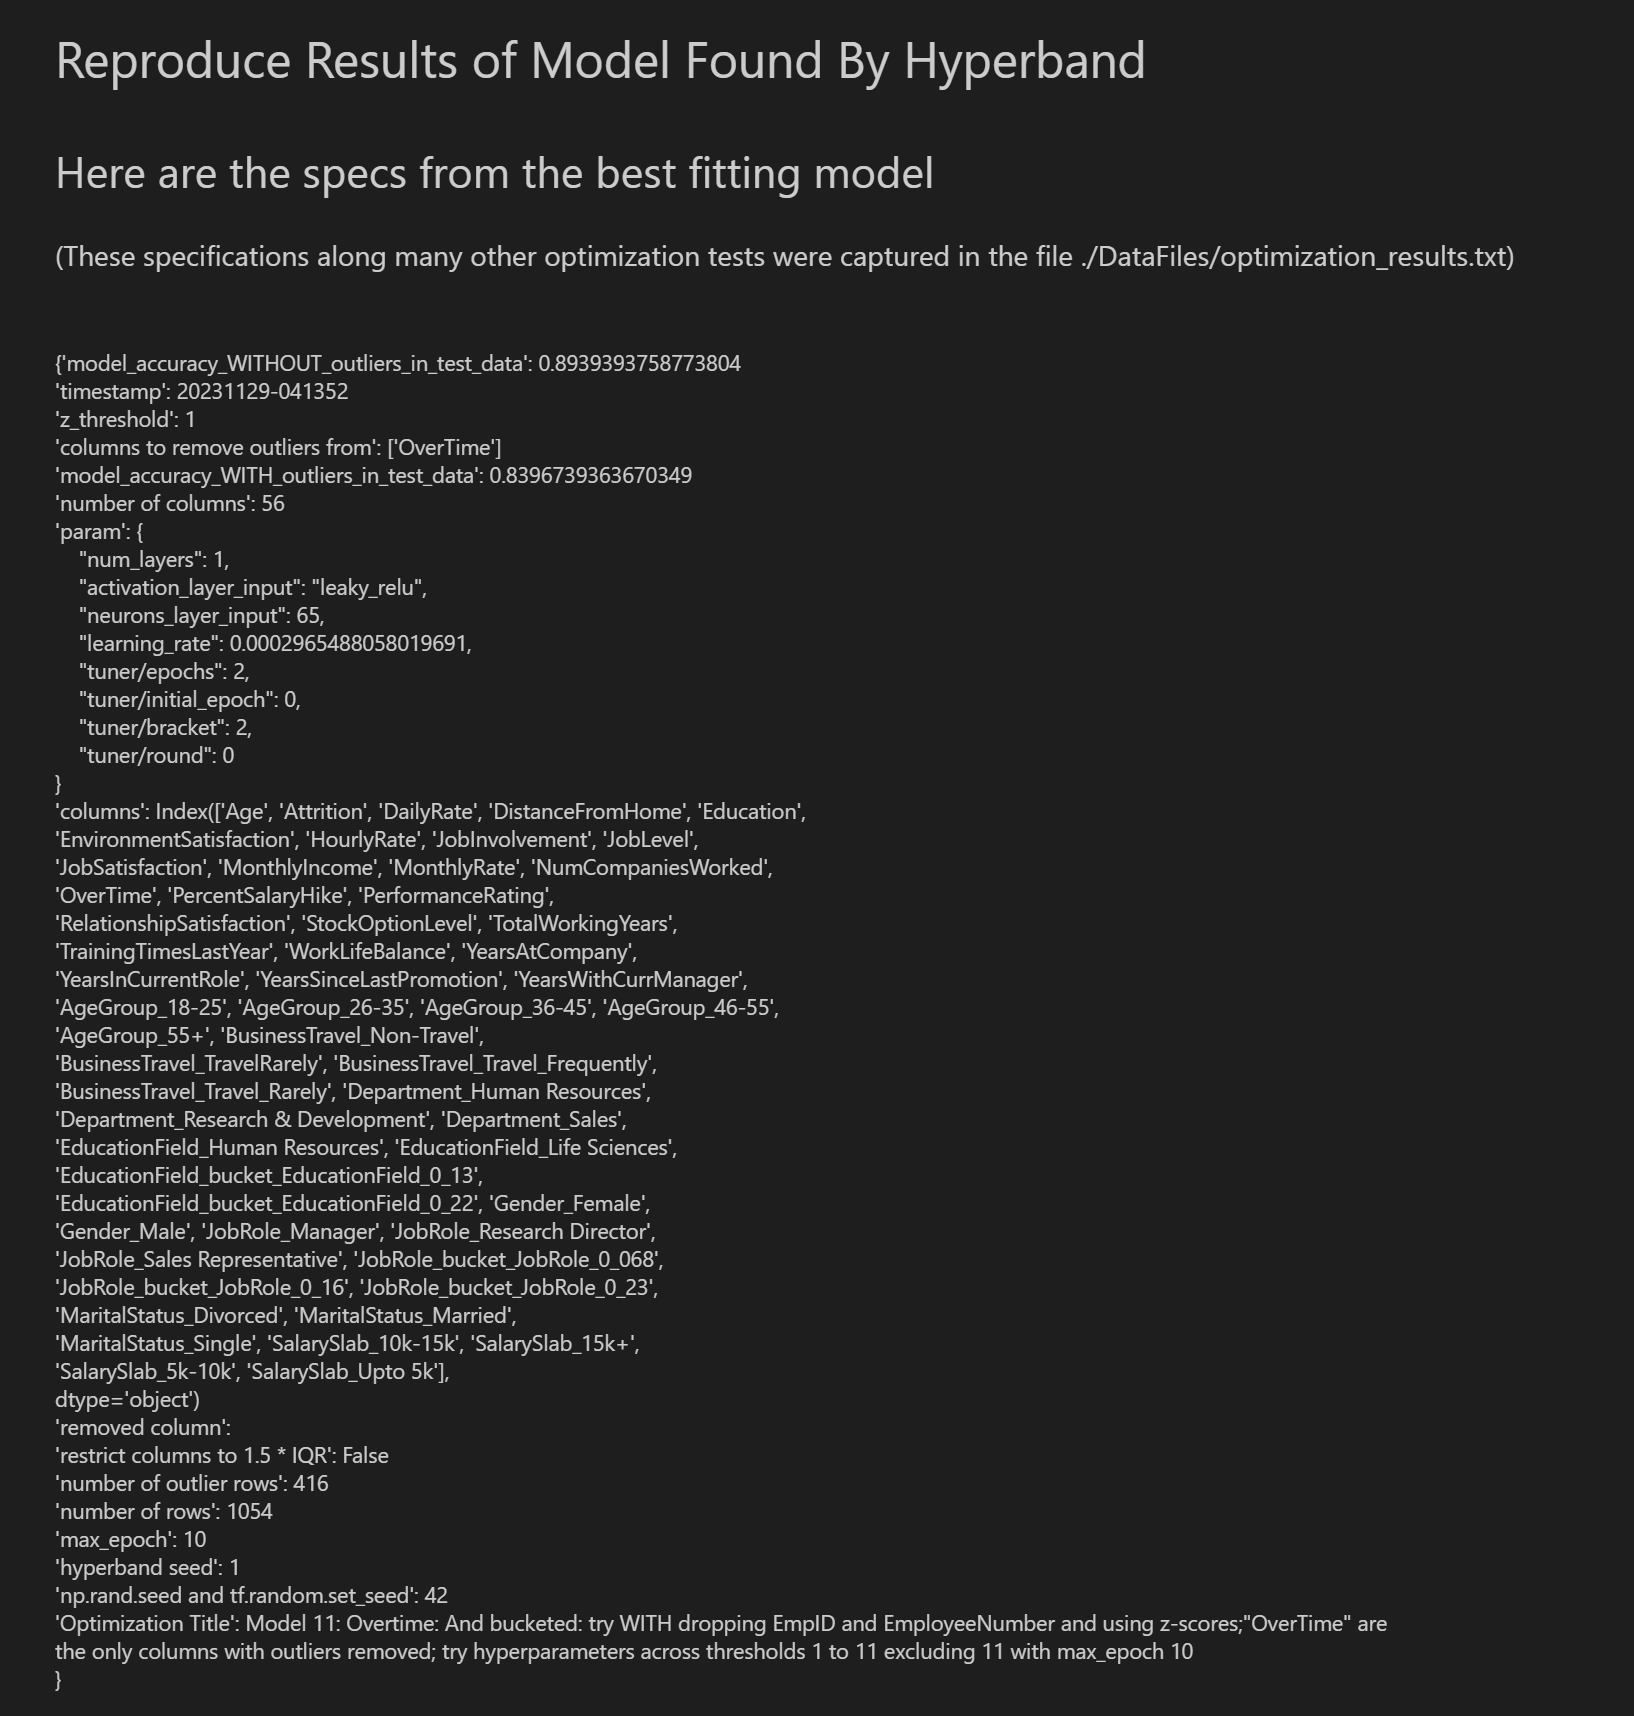 Reproduce Results of Model Found By Hyperband
Here are the specs from the best fitting model
(These specifications along many other optimization tests were captured in the file ./DataFiles/optimization_results.txt)
{'model_accuracy_WITHOUT_outliers_in_test_data': 0.8939393758773804
'timestamp': 20231129-041352
'z_threshold': 1
'columns to remove outliers from': ['OverTime']
'model_accuracy_WITH_outliers_in_test_data': 0.8396739363670349
'number of columns': 56
'param': {
"num_layers": 1,
"activation_layer_input": "leaky_relu",
"neurons_layer_input": 65,
"learning_rate": 0.0002965488058019691,
"tuner/epochs": 2,
"tuner/initial_epoch": 0,
"tuner/bracket": 2,
"tuner/round": 0
}
'columns': Index(['Age', 'Attrition', 'DailyRate', 'DistanceFromHome', 'Education',
'EnvironmentSatisfaction', 'HourlyRate', 'JobInvolvement', 'JobLevel',
'JobSatisfaction', 'MonthlyIncome', 'MonthlyRate', 'NumCompaniesWorked',
'OverTime', 'PercentSalaryHike', 'PerformanceRating',
'RelationshipSatisfaction', 'StockOptionLevel', 'TotalWorkingYears',
'TrainingTimesLastYear', 'WorkLifeBalance', 'YearsAtCompany',
'YearsInCurrentRole', 'YearsSinceLastPromotion', 'YearsWithCurrManager',
'AgeGroup_18-25', 'AgeGroup_26-35', 'AgeGroup_36-45', 'AgeGroup_46-55',
'AgeGroup_55+', 'BusinessTravel_Non-Travel',
'BusinessTravel_TravelRarely', 'BusinessTravel_Travel_Frequently',
'BusinessTravel_Travel_Rarely', 'Department_Human Resources',
'Department_Research & Development', 'Department_Sales',
'EducationField_Human Resources', 'EducationField_Life Sciences',
'EducationField_bucket_EducationField_0_13',
'EducationField_bucket_EducationField_0_22', 'Gender_Female',
'Gender_Male', 'JobRole_Manager', 'JobRole_Research Director',
'JobRole_Sales Representative', 'JobRole_bucket_JobRole_0_068',
'JobRole_bucket_JobRole_0_16', 'JobRole_bucket_JobRole_0_23',
'MaritalStatus_Divorced', 'MaritalStatus_Married',
'MaritalStatus_Single', 'SalarySlab_10k-15k', 'SalarySlab_15k+',
'SalarySlab_5k-10k', 'SalarySlab_Upto 5k'],
dtype='object')
'removed column':
'restrict columns to 1.5 * IQR': False
'number of outlier rows': 416
'number of rows': 1054
'max_epoch': 10
'hyperband seed': 1
'np.rand.seed and tf.random.set_seed': 42
'Optimization Title': Model 11: Overtime: And bucketed: try WITH dropping EmpID and EmployeeNumber and using z-scores;"OverTime" are
the only columns with outliers removed; try hyperparameters across thresholds 1 to 11 excluding 11 with max_epoch 10
}